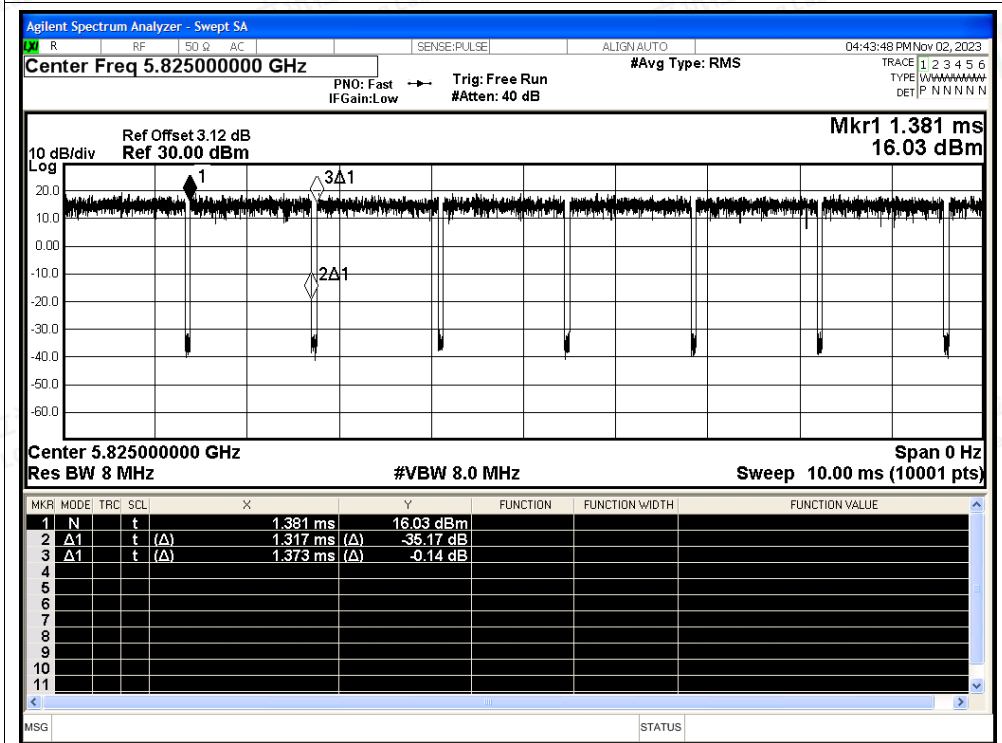 Agilent Spectrum Analyzer - Swept SA
LXI R RF 50 Ω AC SENSE:PULSE ALIGN AUTO 04:43:48 PM Nov 02, 2023
Center Freq 5.825000000 GHz #Avg Type: RMS TRACE 1 2 3 4 5 6
PNO: Fast Trig: Free Run TYPE WWWWWW
IFGain:Low #Atten: 40 dB DET P N N N N N
Mkr1 1.381 ms
Ref Offset 3.12 dB
10 dB/div Ref 30.00 dBm 16.03 dBm
Log
1 3Δ1
20.0
10.0
0.00
-10.0
2Δ1
-20.0
-30.0
-40.0
-50.0
-60.0
Center 5.825000000 GHz Span 0 Hz
Res BW 8 MHz #VBW 8.0 MHz Sweep 10.00 ms (10001 pts)
MKR MODE TRC SCL X Y FUNCTION FUNCTION WIDTH FUNCTION VALUE
1 N t 1.381 ms 16.03 dBm
2 Δ1 t (Δ) 1.317 ms (Δ) -35.17 dB
3 Δ1 t (Δ) 1.373 ms (Δ) -0.14 dB
4
5
6
7
8
9
10
11
MSG STATUS